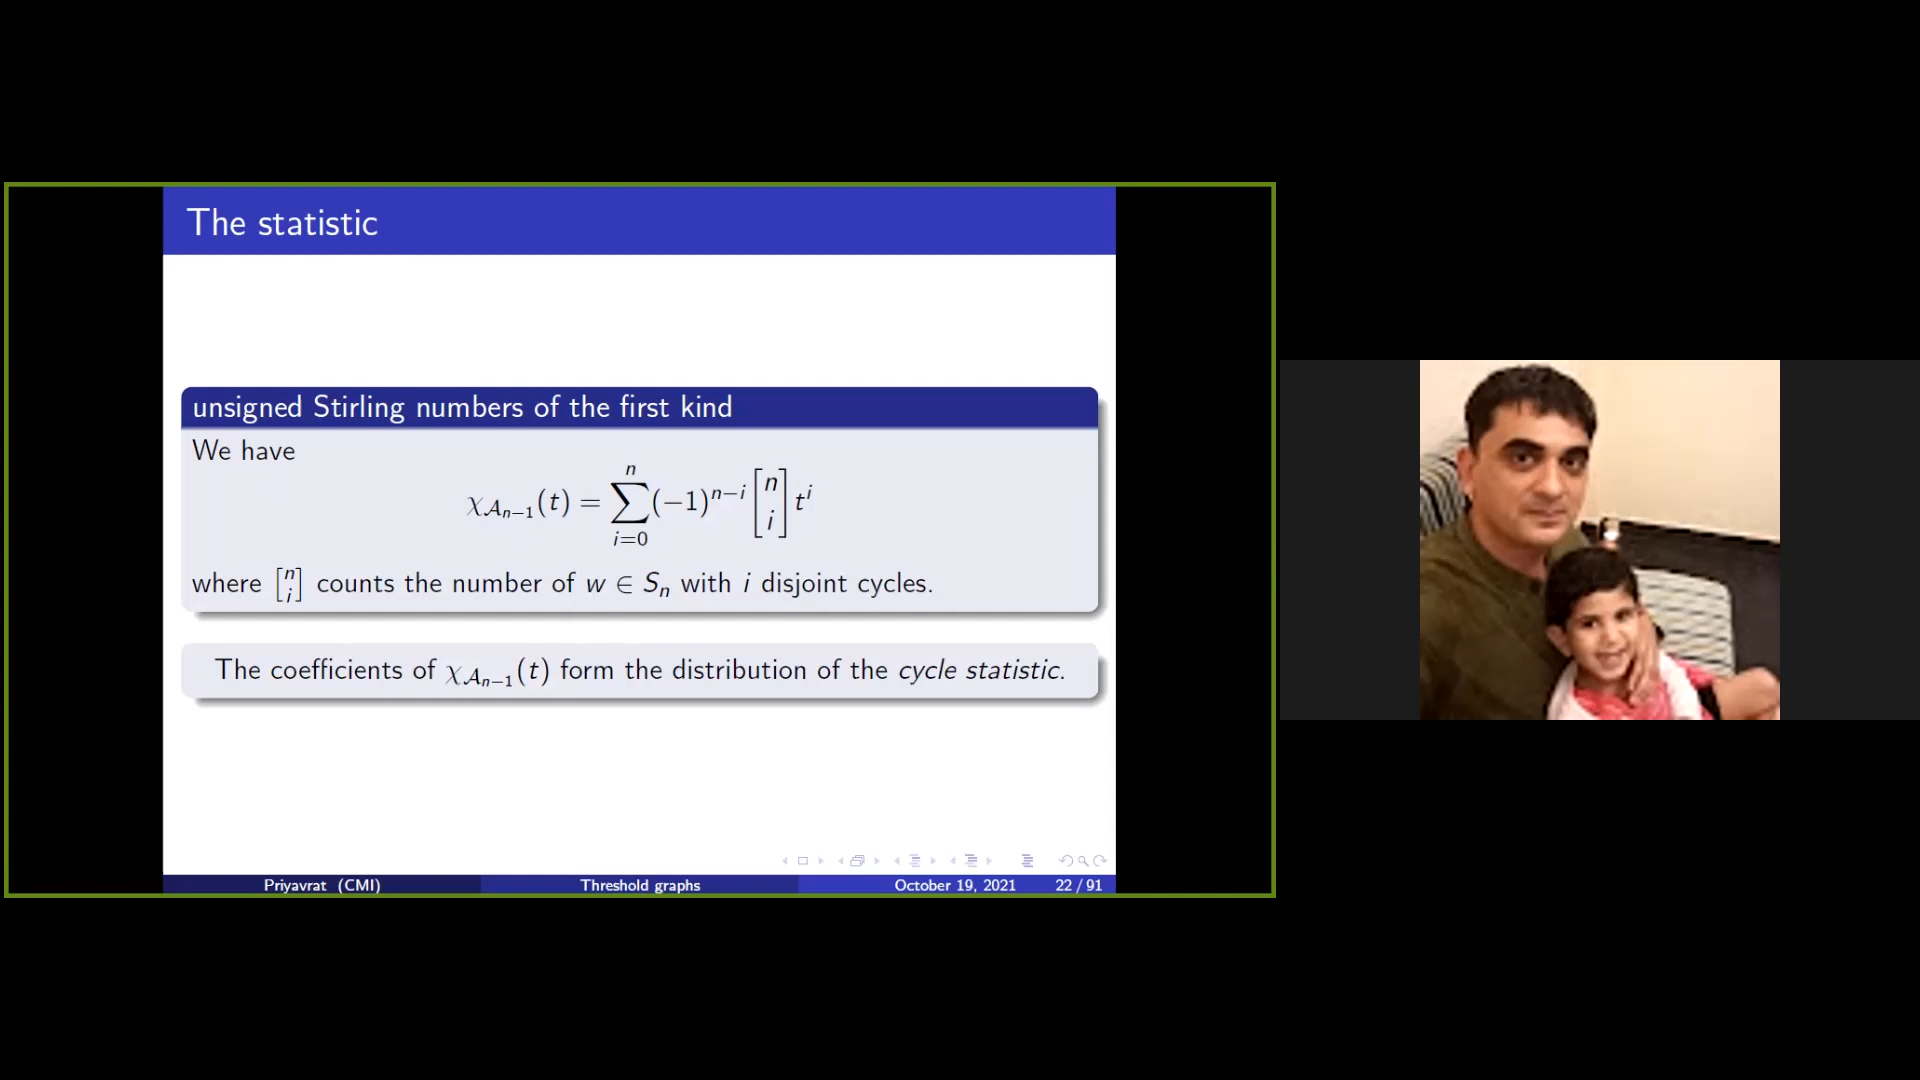 The statistic
unsigned Stirling numbers of the first kind
We have
χ_{𝒜_{n−1}}(t) = ∑_{i=0}^{n} (−1)^{n−i} [n i] t^i
where [n i] counts the number of w ∈ S_n with i disjoint cycles.
The coefficients of χ_{𝒜_{n−1}}(t) form the distribution of the cycle statistic.
Priyavrat (CMI) Threshold graphs October 19, 2021 22 / 91